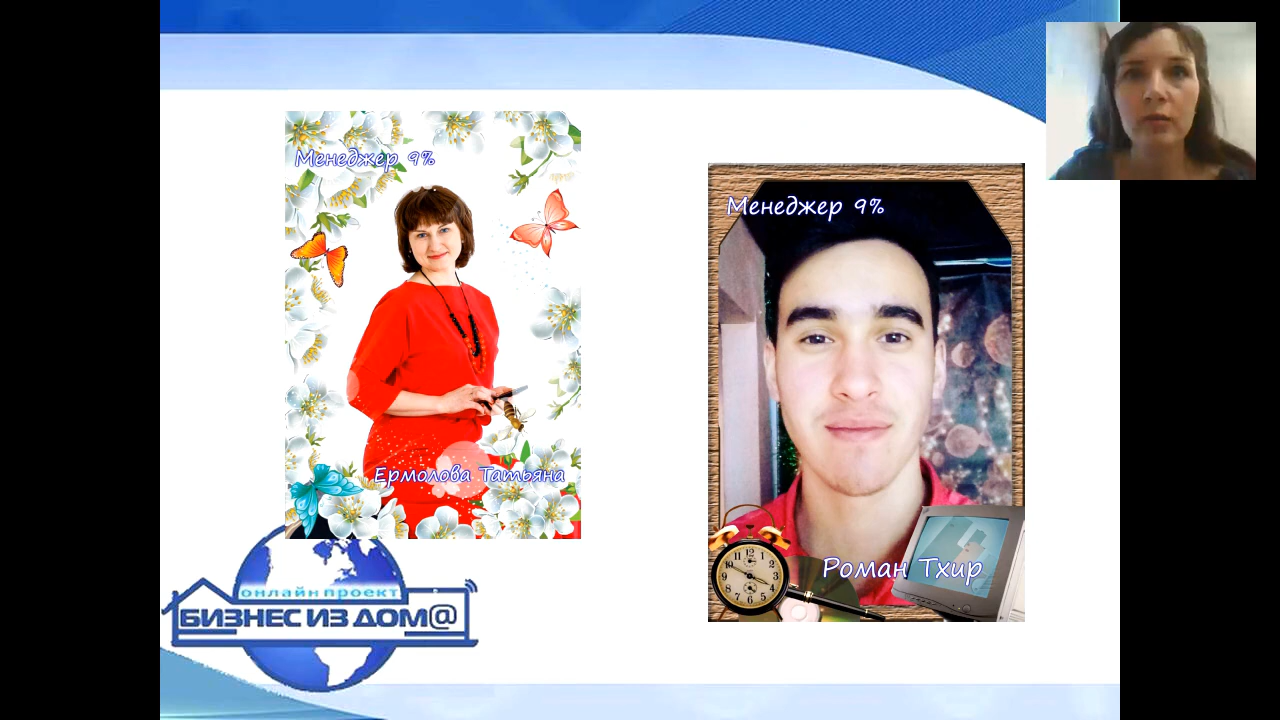 Менеджер 9%
Ермолова Татьяна
Менеджер 9%
Роман Тхир
онлайн проект
БИЗНЕС ИЗ ДОМ@